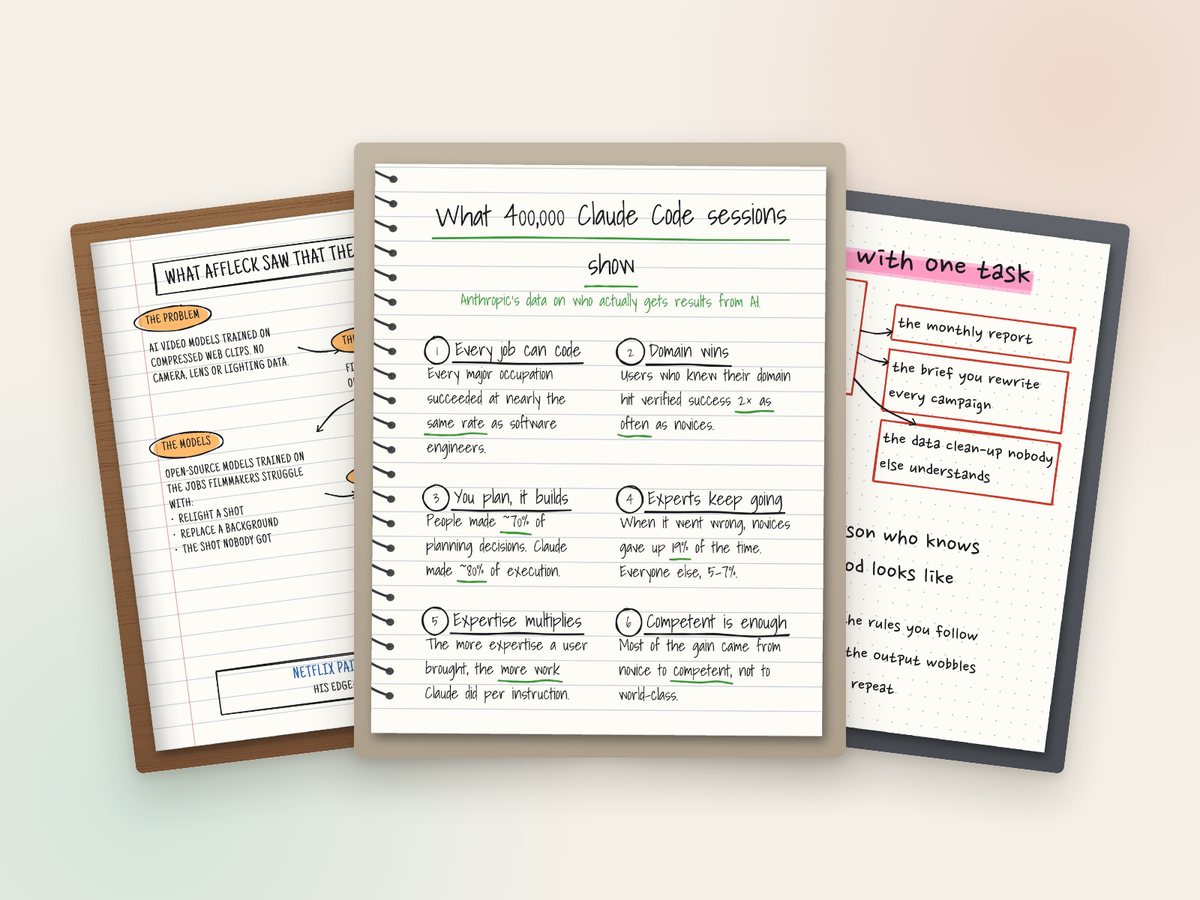 WHAT AFFLECK SAW THAT THE
THE PROBLEM
AI VIDEO MODELS TRAINED ON
COMPRESSED WEB CLIPS. NO
CAMERA, LENS OR LIGHTING DATA.
THE MODELS
OPEN-SOURCE MODELS TRAINED ON
THE JOBS FILMMAKERS STRUGGLE
WITH:
· RELIGHT A SHOT
· REPLACE A BACKGROUND
· THE SHOT NOBODY GOT
NETFLIX PAI
HIS EDGE:
What 400,000 Claude Code sessions
show
Anthropic's data on who actually gets results from AI.
1 Every job can code
Every major occupation
succeeded at nearly the
same rate as software
engineers.
2 Domain wins
Users who knew their domain
hit verified success 2x as
often as novices.
3 You plan, it builds
People made ~70% of
planning decisions. Claude
made ~80% of execution.
4 Experts keep going
When it went wrong, novices
gave up 19% of the time.
Everyone else, 5-7%.
5 Expertise multiplies
The more expertise a user
brought, the more work
Claude did per instruction.
6 Competent is enough
Most of the gain came from
novice to competent, not to
world-class.
with one task
the monthly report
the brief you rewrite
every campaign
the data clean-up nobody
else understands
son who knows
od looks like
he rules you follow
the output wobbles
repeat